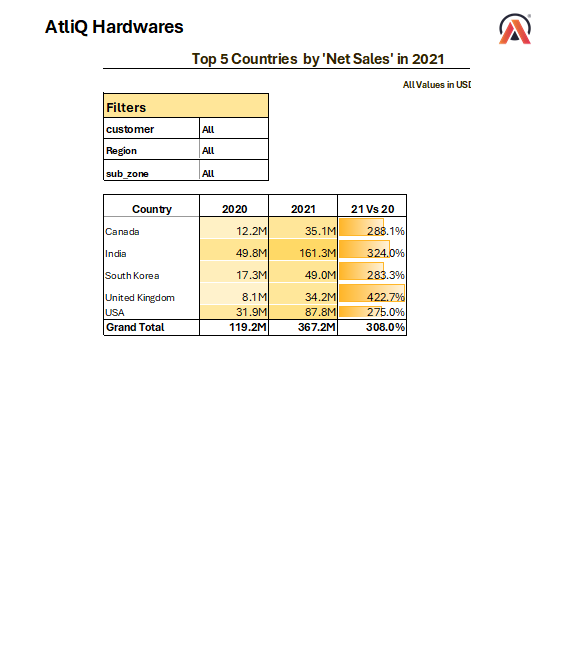 AtliQ Hardwares
Top 5 Countries by 'Net Sales' in 2021
All Values in USD
Filters
customer All
Region All
sub_zone All
Country 2020 2021 21 Vs 20
Canada 12.2M 35.1M 288.1%
India 49.8M 161.3M 324.0%
South Korea 17.3M 49.0M 283.3%
United Kingdom 8.1M 34.2M 422.7%
USA 31.9M 87.8M 275.0%
Grand Total 119.2M 367.2M 308.0%